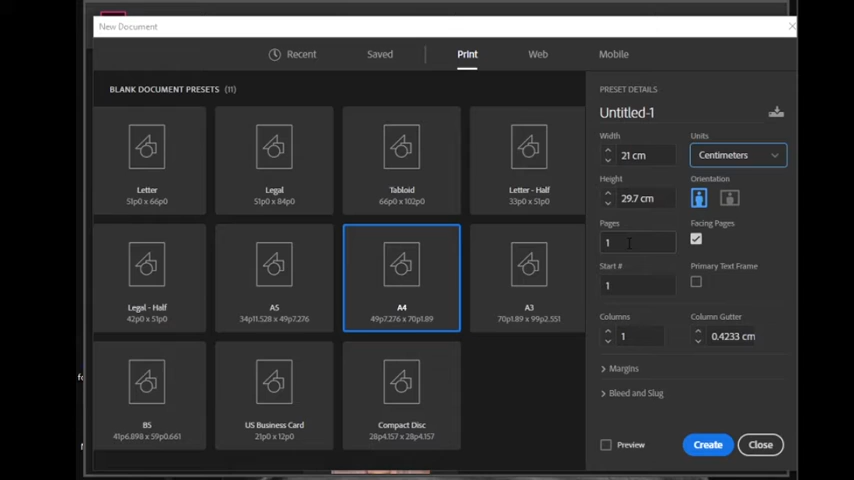 New Document
Recent Saved Print Web Mobile
BLANK DOCUMENT PRESETS (11)
Letter
51p0 x 66p0
Legal
51p0 x 84p0
Tabloid
66p0 x 102p0
Letter - Half
33p0 x 51p0
Legal - Half
42p0 x 51p0
A5
34p11.528 x 49p7.276
A4
49p7.276 x 70p1.89
A3
70p1.89 x 99p2.551
B5
41p6.898 x 59p0.661
US Business Card
21p0 x 12p0
Compact Disc
28p4.157 x 28p4.157
PRESET DETAILS
Untitled-1
Width Units
21 cm Centimeters
Height Orientation
29.7 cm
Pages Facing Pages
1
Start # Primary Text Frame
1
Columns Column Gutter
1 0.4233 cm
Margins
Bleed and Slug
Preview Create Close